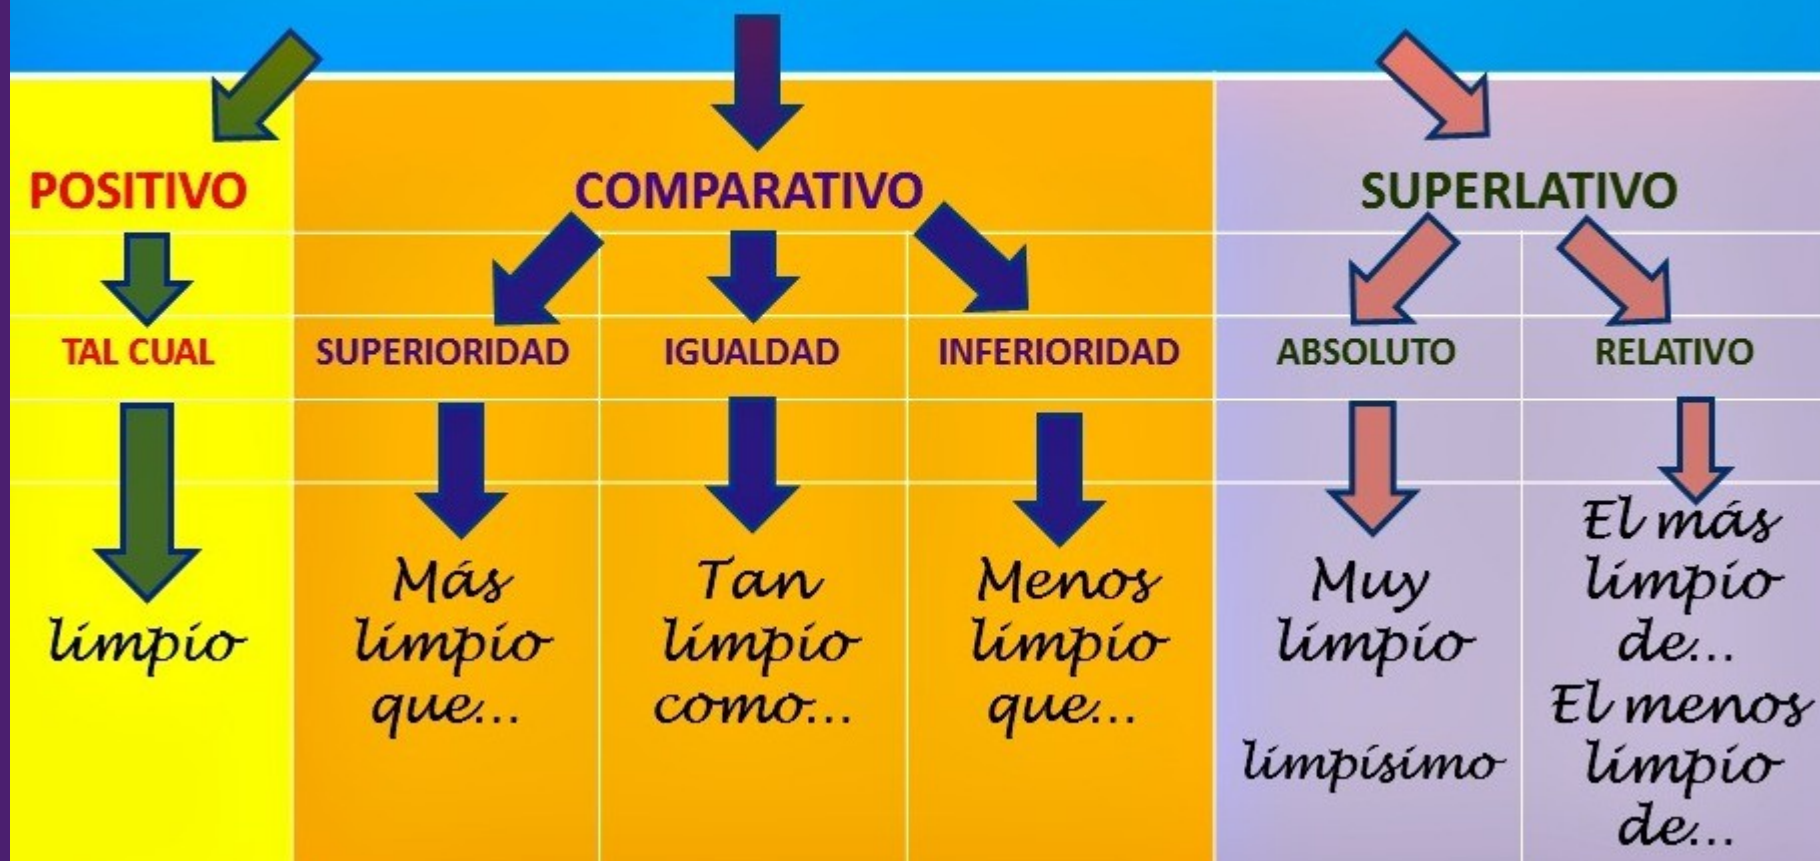 POSITIVO
COMPARATIVO
SUPERLATIVO
TAL CUAL
SUPERIORIDAD
IGUALDAD
INFERIORIDAD
ABSOLUTO
RELATIVO
limpio
Más
limpio
que...
Tan
limpio
como...
Menos
limpio
que...
Muy
limpio
limpísimo
El más
limpio
de...
El menos
limpio
de...